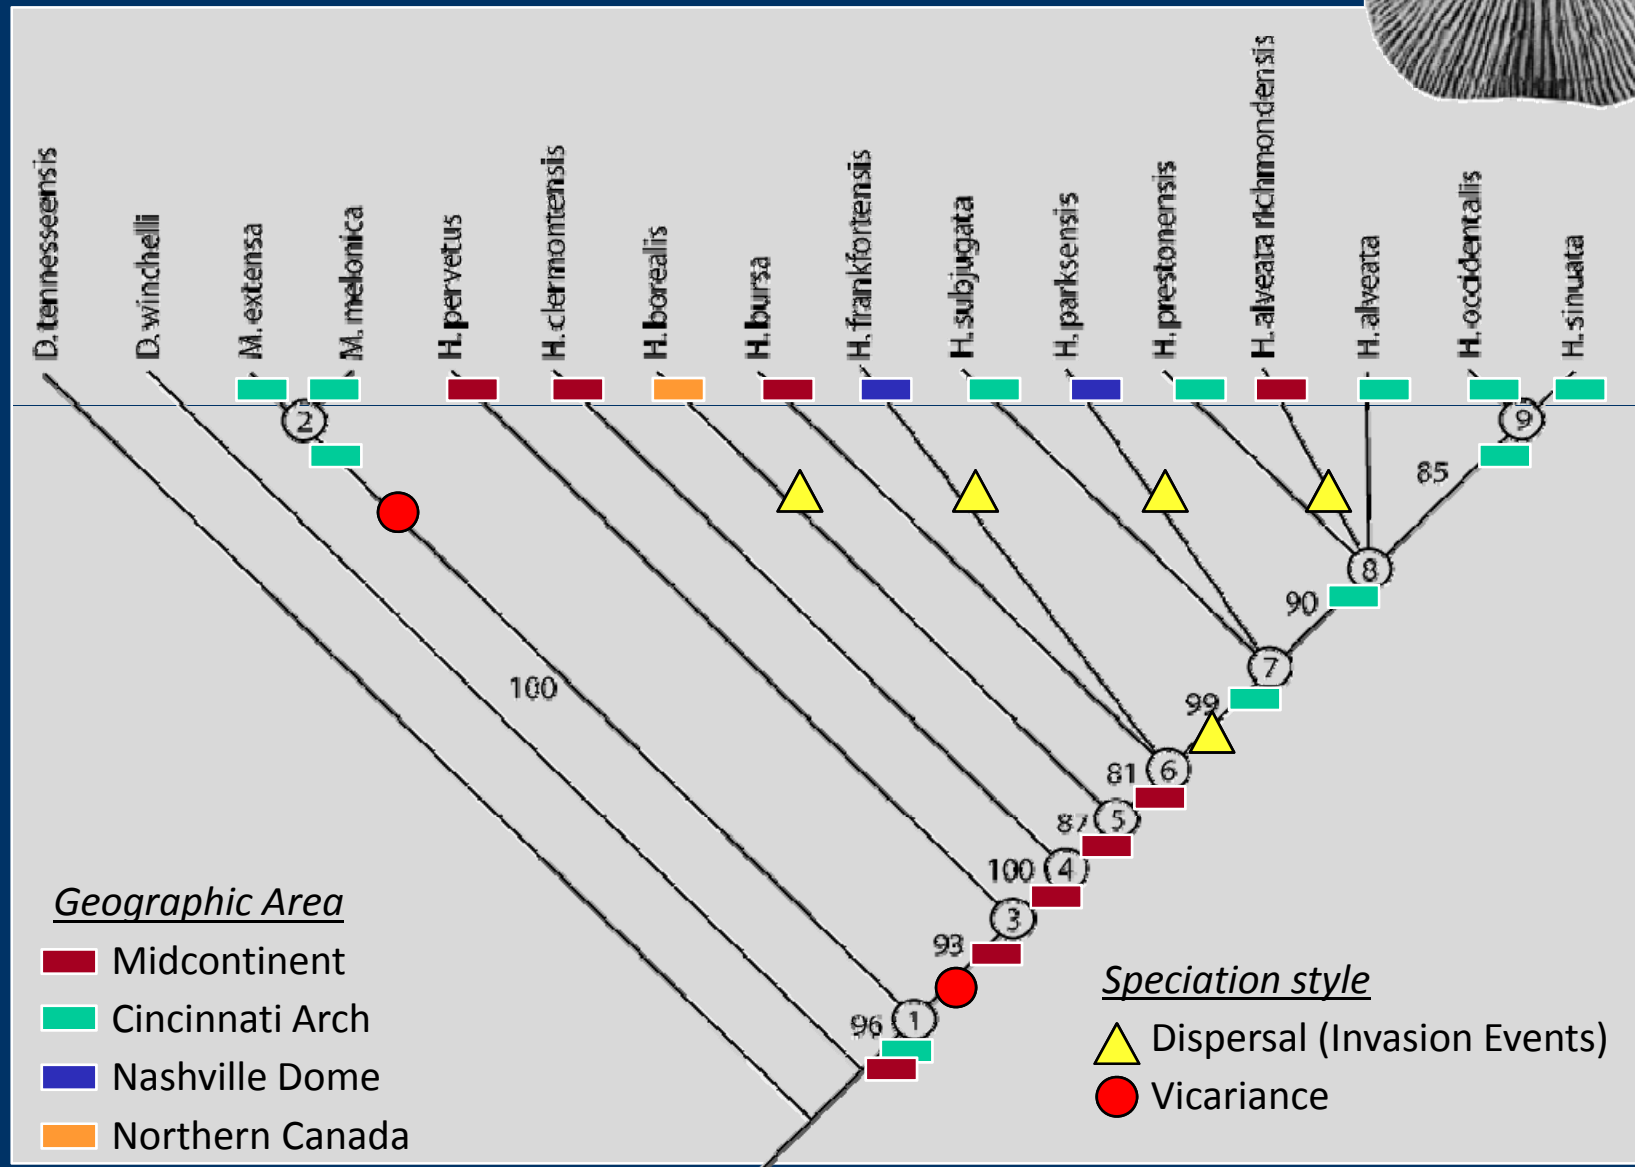 D. tennesseensis
D. winchelli
M. extensa
M. melonica
H. pervetus
H. clermontensis
H. borealis
H. bursa
H. frankfortensis
H. subjugata
H. parksensis
H. prestonensis
H. alveata richmondensis
H. alveata
H. occidentalis
H. sinuata
2
9
85
8
90
7
100
99
6
81
5
87
4
100
3
93
1
96
Geographic Area
Midcontinent
Cincinnati Arch
Nashville Dome
Northern Canada
Speciation style
Dispersal (Invasion Events)
Vicariance